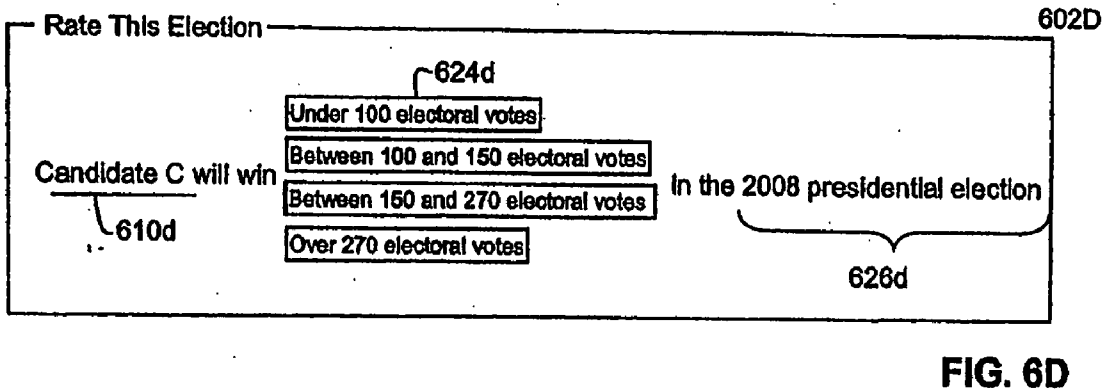 602D
Rate This Election
624d
Under 100 electoral votes
Between 100 and 150 electoral votes
Candidate C will win
Between 150 and 270 electoral votes
In the 2008 presidential election
610d
Over 270 electoral votes
626d
FIG. 6D